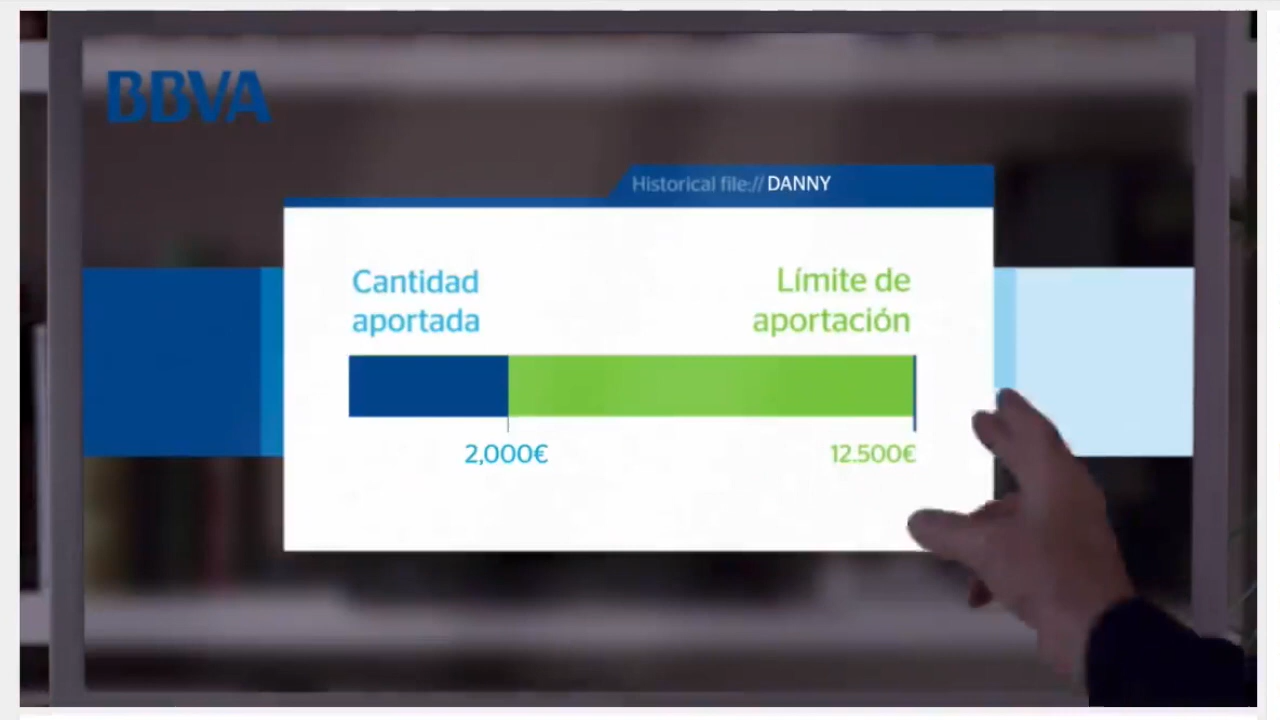 BBVA
Historical file:// DANNY
Cantidad
aportada
Límite de
aportación
2,000€
12.500€